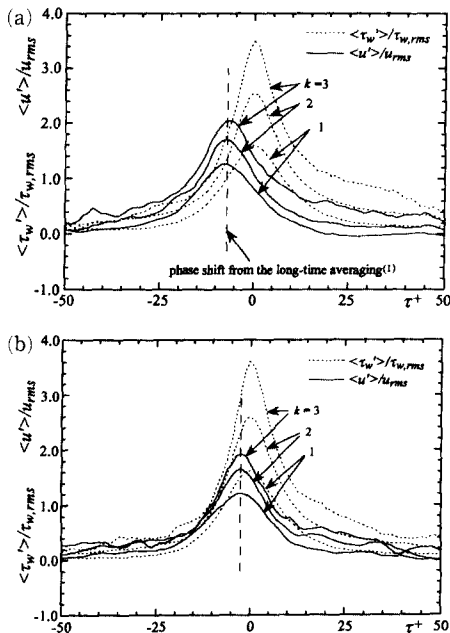 (a)
<τw'>/τw,rms <u'>/urms
4.0
3.0
2.0
1.0
0.0
-1.0
<τw'>/τw,rms
<u'>/urms
k=3
2
1
phase shift from the long-time averaging(1)
-50 -25 0 25 τ+ 50
(b)
<τw'>/τw,rms <u'>/urms
4.0
3.0
2.0
1.0
0.0
-1.0
<τw'>/τw,rms
<u'>/urms
k = 3
2
1
-50 -25 0 25 τ+ 50